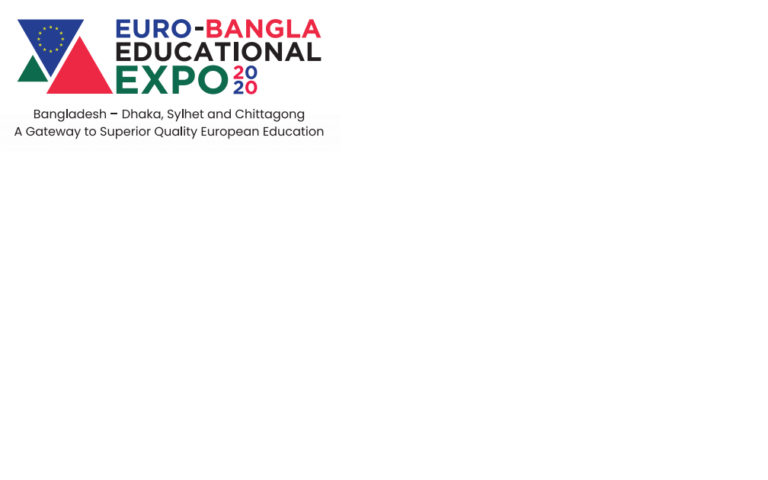 EURO-BANGLA
EDUCATIONAL
EXPO 2020
Bangladesh – Dhaka, Sylhet and Chittagong
A Gateway to Superior Quality European Education